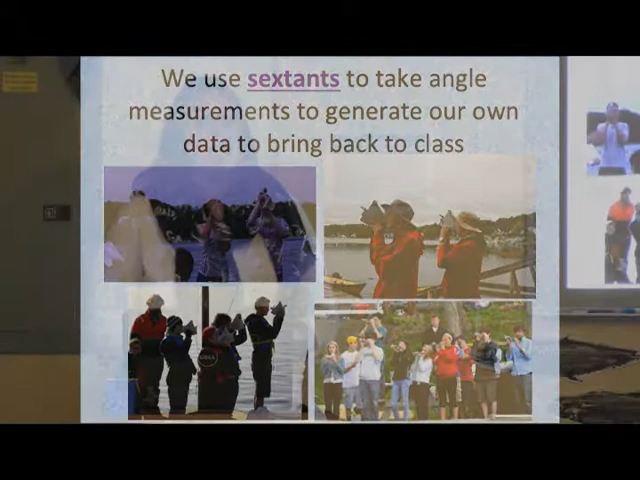 We use sextants to take angle
measurements to generate our own
data to bring back to class